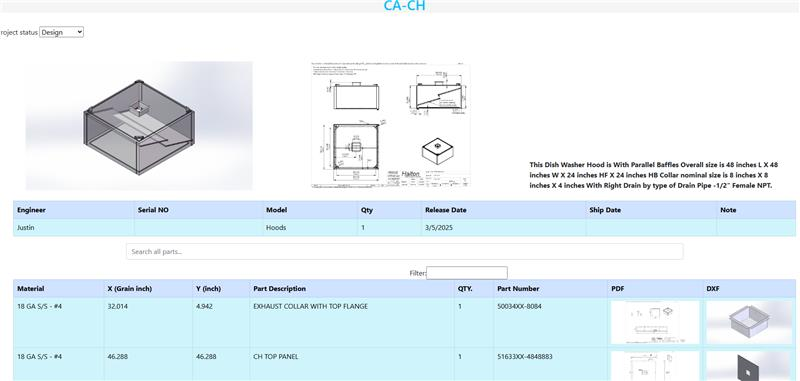 CA-CH
roject status Design
Halton
This Dish Washer Hood is With Parallel Baffles Overall size is 48 inches L X 48
inches W X 24 inches HF X 24 inches HB Collar nominal size is 8 inches X 8
inches X 4 inches With Right Drain by type of Drain Pipe -1/2" Female NPT.
Engineer Serial NO Model Qty Release Date Ship Date Note
Justin Hoods 1 3/5/2025
Search all parts...
Filter:
Material X (Grain inch) Y (inch) Part Description QTY. Part Number PDF DXF
18 GA S/S - #4 32.014 4.942 EXHAUST COLLAR WITH TOP FLANGE 1 50034XX-8084
18 GA S/S - #4 46.288 46.288 CH TOP PANEL 1 51633XX-4848883